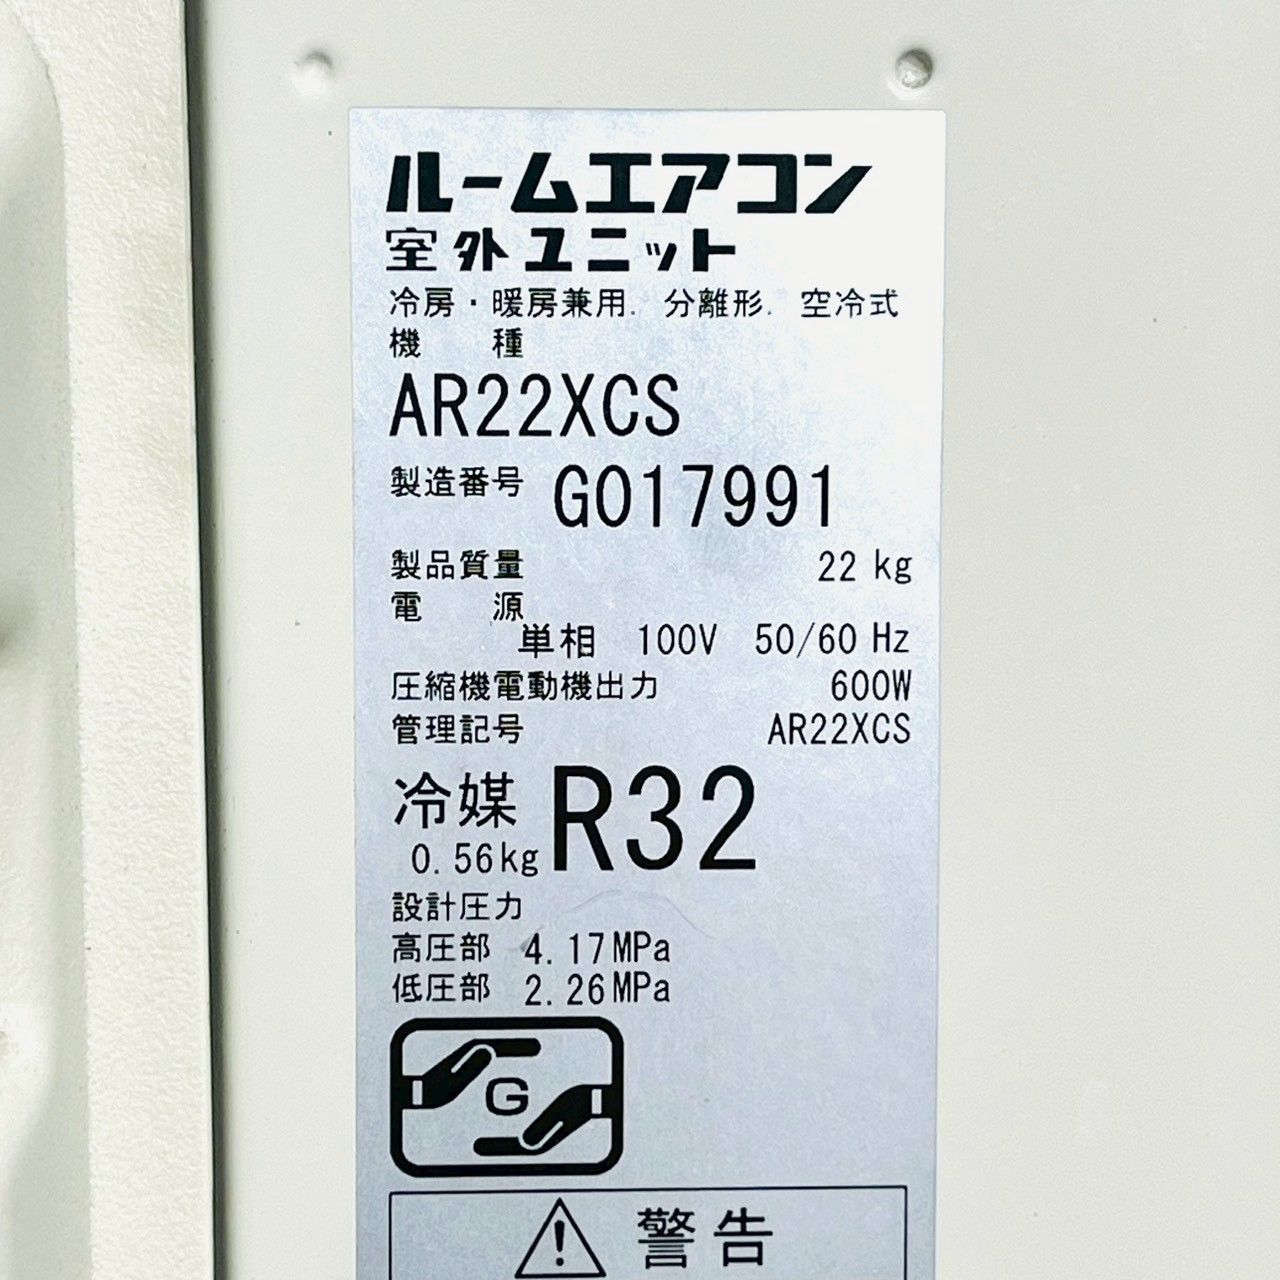 ルームエアコン
室外ユニット
冷房・暖房兼用．分離形．空冷式
機 種
AR22XCS
製造番号 G017991
製品質量 22 kg
電 源
単相 100V 50/60 Hz
圧縮機電動機出力 600W
管理記号 AR22XCS
冷媒 R32
0.56kg
設計圧力
高圧部 4.17MPa
低圧部 2.26MPa
G
警告